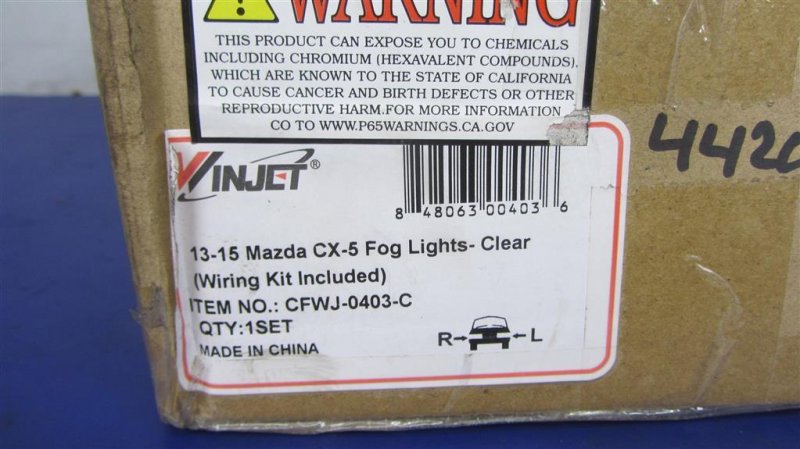 WARNING
THIS PRODUCT CAN EXPOSE YOU TO CHEMICALS
INCLUDING CHROMIUM (HEXAVALENT COMPOUNDS),
WHICH ARE KNOWN TO THE STATE OF CALIFORNIA
TO CAUSE CANCER AND BIRTH DEFECTS OR OTHER
REPRODUCTIVE HARM.FOR MORE INFORMATION
CO TO WWW.P65WARNINGS.CA.GOV
4420
WINJET®
8 48063 00403 6
13-15 Mazda CX-5 Fog Lights- Clear
(Wiring Kit Included)
ITEM NO.: CFWJ-0403-C
QTY:1SET
MADE IN CHINA
R L